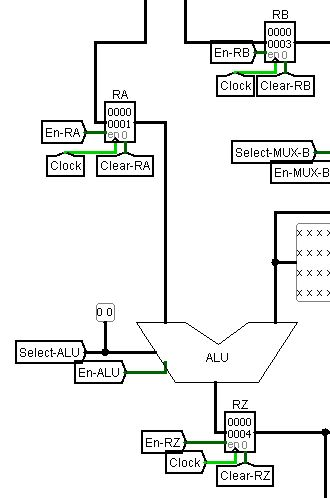 RB
0000
0003
en 0
En-RB
Clock
Clear-RB
RA
0000
0001
en 0
En-RA
Clock
Clear-RA
Select-MUX-B
En-MUX-B
x x x x
x x x x
x x x x
x x x x
0 0
Select-ALU
ALU
En-ALU
RZ
0000
0004
en 0
En-RZ
Clock
Clear-RZ